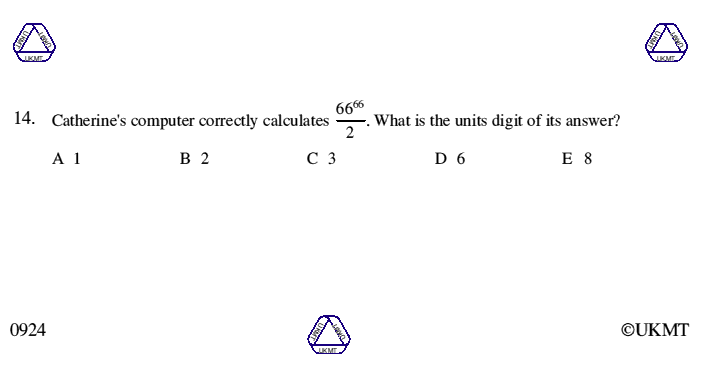 UKMT UKMT UKMT
UKMT UKMT UKMT
14. Catherine's computer correctly calculates 66^66/2. What is the units digit of its answer?
A 1 B 2 C 3 D 6 E 8
0924
UKMT UKMT UKMT
©UKMT